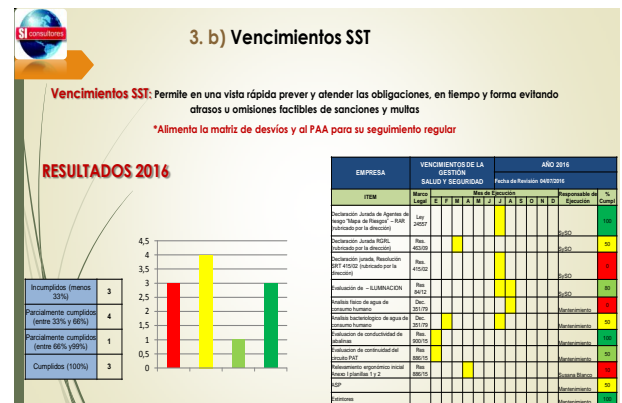 SI consultores
3. b) Vencimientos SST
Vencimientos SST: Permite en una vista rápida prever y atender las obligaciones, en tiempo y forma evitando
atrasos u omisiones factibles de sanciones y multas
*Alimenta la matriz de desvíos y al PAA para su seguimiento regular
RESULTADOS 2016
4,5
4
3,5
3
2,5
2
1,5
1
0,5
0
Incumplidos (menos
33%) 3
Parcialmente cumplidos
(entre 33% y 66%) 4
Parcialmente cumplidos
(entre 66% y99%) 1
Cumplidos (100%) 3
EMPRESA
VENCIMIENTOS DE LA
GESTIÓN
SALUD Y SEGURIDAD
AÑO 2016
Fecha de Revisión 04/07/2016
ITEM
Marco
Legal
Mes de Ejecución
E F M A M J J A S O N D
Responsable de
Ejecución
%
Cumpl
Declaración Jurada de Agentes de
riesgo "Mapa de Riesgos" – RAR
(rubricado por la dirección)
Ley
24557
SySO
100
Declaración Jurada RGRL
(rubricado por la dirección)
Res.
463/09
SySO
50
Declaración jurada, Resolución
SRT 415/02 (rubricado por la
dirección)
Res.
415/02
SySO
0
Evaluación de – ILUMINACION
Res
84/12
SySO
80
Analisis fisico de agua de
consumo humano
Dec.
351/79
Mantenimiento
0
Analisis bacteriologico de agua de
consumo humano
Dec.
351/79
Mantenimiento
50
Evaluacion de conductividad de
jabalinas
Res.
900/15
Mantenimiento
100
Evaluacion de continuidad del
circuito PAT
Res
886/15
Mantenimiento
50
Relevamiento ergonómico inicial
Anexo I planillas 1 y 2
Res
886/15
Susana Blanco
10
ASP
Mantenimiento
50
Extintores
Mantenimiento
100